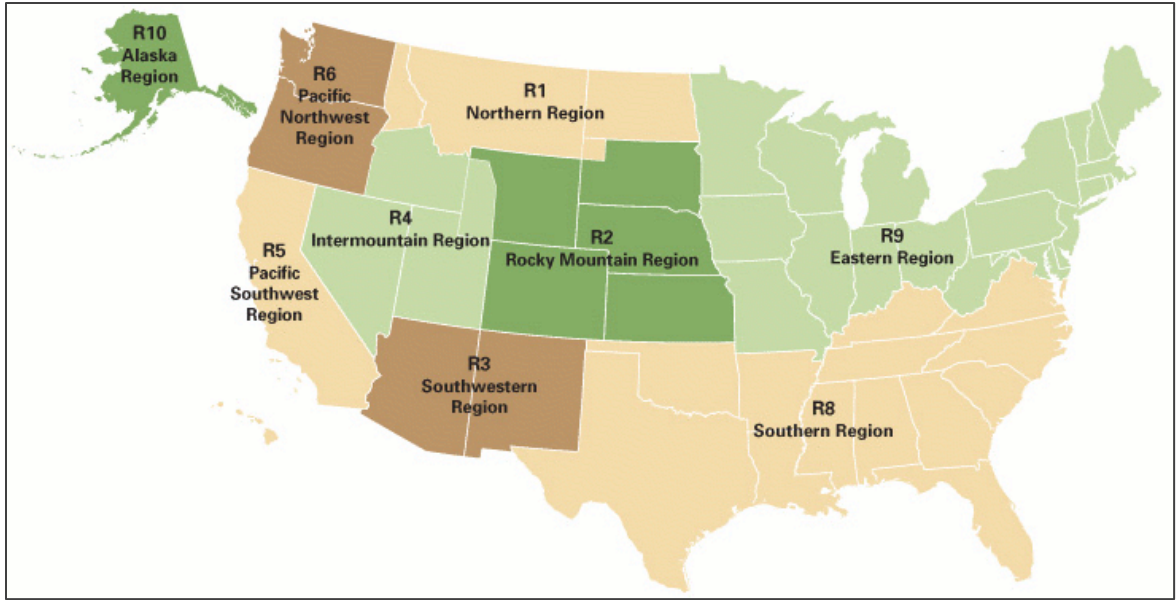 R10
Alaska
Region
R6
Pacific
Northwest
Region
R1
Northern Region
R4
Intermountain Region
R2
Rocky Mountain Region
R9
Eastern Region
R5
Pacific
Southwest
Region
R3
Southwestern
Region
R8
Southern Region